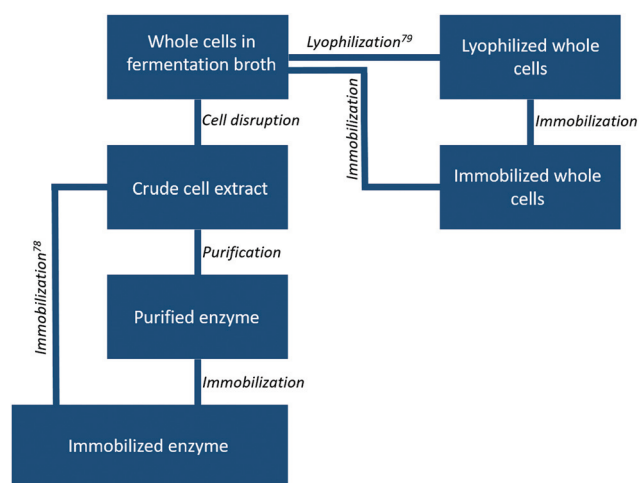 Whole cells in
fermentation broth
Lyophilization79
Lyophilized whole
cells
Immobilization
Cell disruption
Immobilization
Crude cell extract
Immobilized whole
cells
Immobilization78
Purification
Purified enzyme
Immobilization
Immobilized enzyme